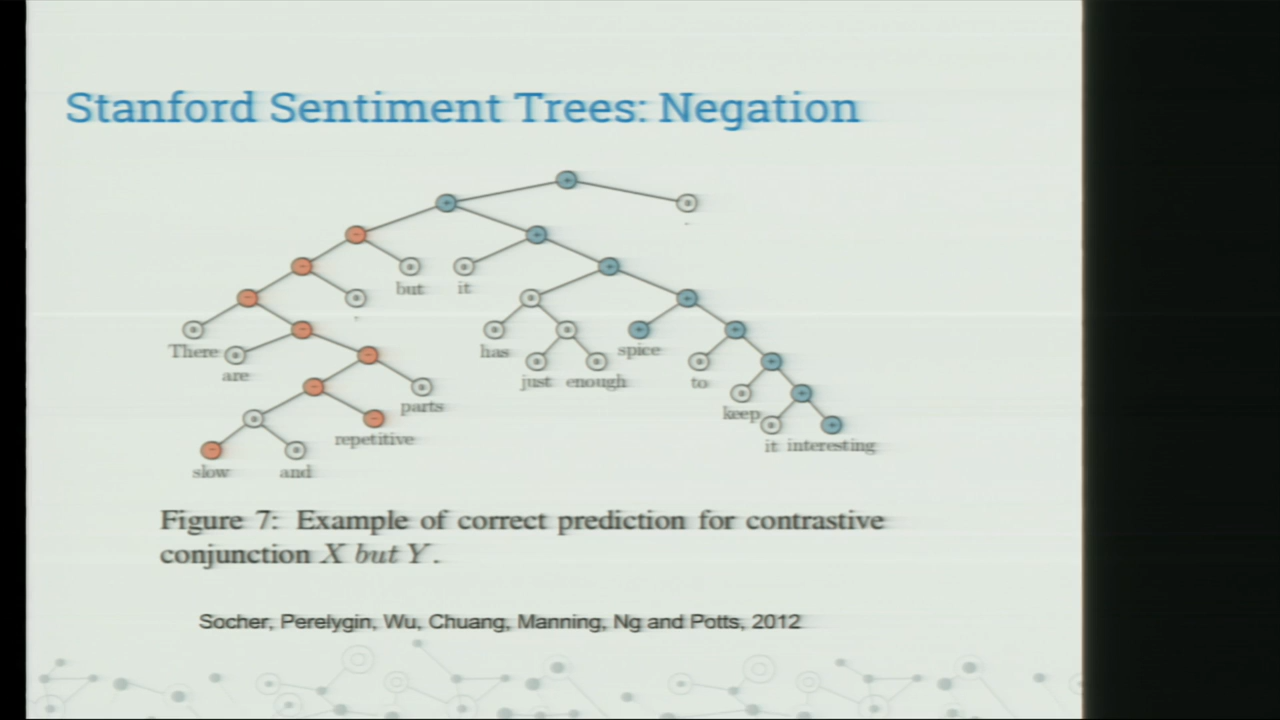 Stanford Sentiment Trees: Negation
.
but it
,
There has spice
are just enough to
parts keep
repetitive it interesting
slow and
Figure 7: Example of correct prediction for contrastive
conjunction X but Y.
Socher, Perelygin, Wu, Chuang, Manning, Ng and Potts, 2012